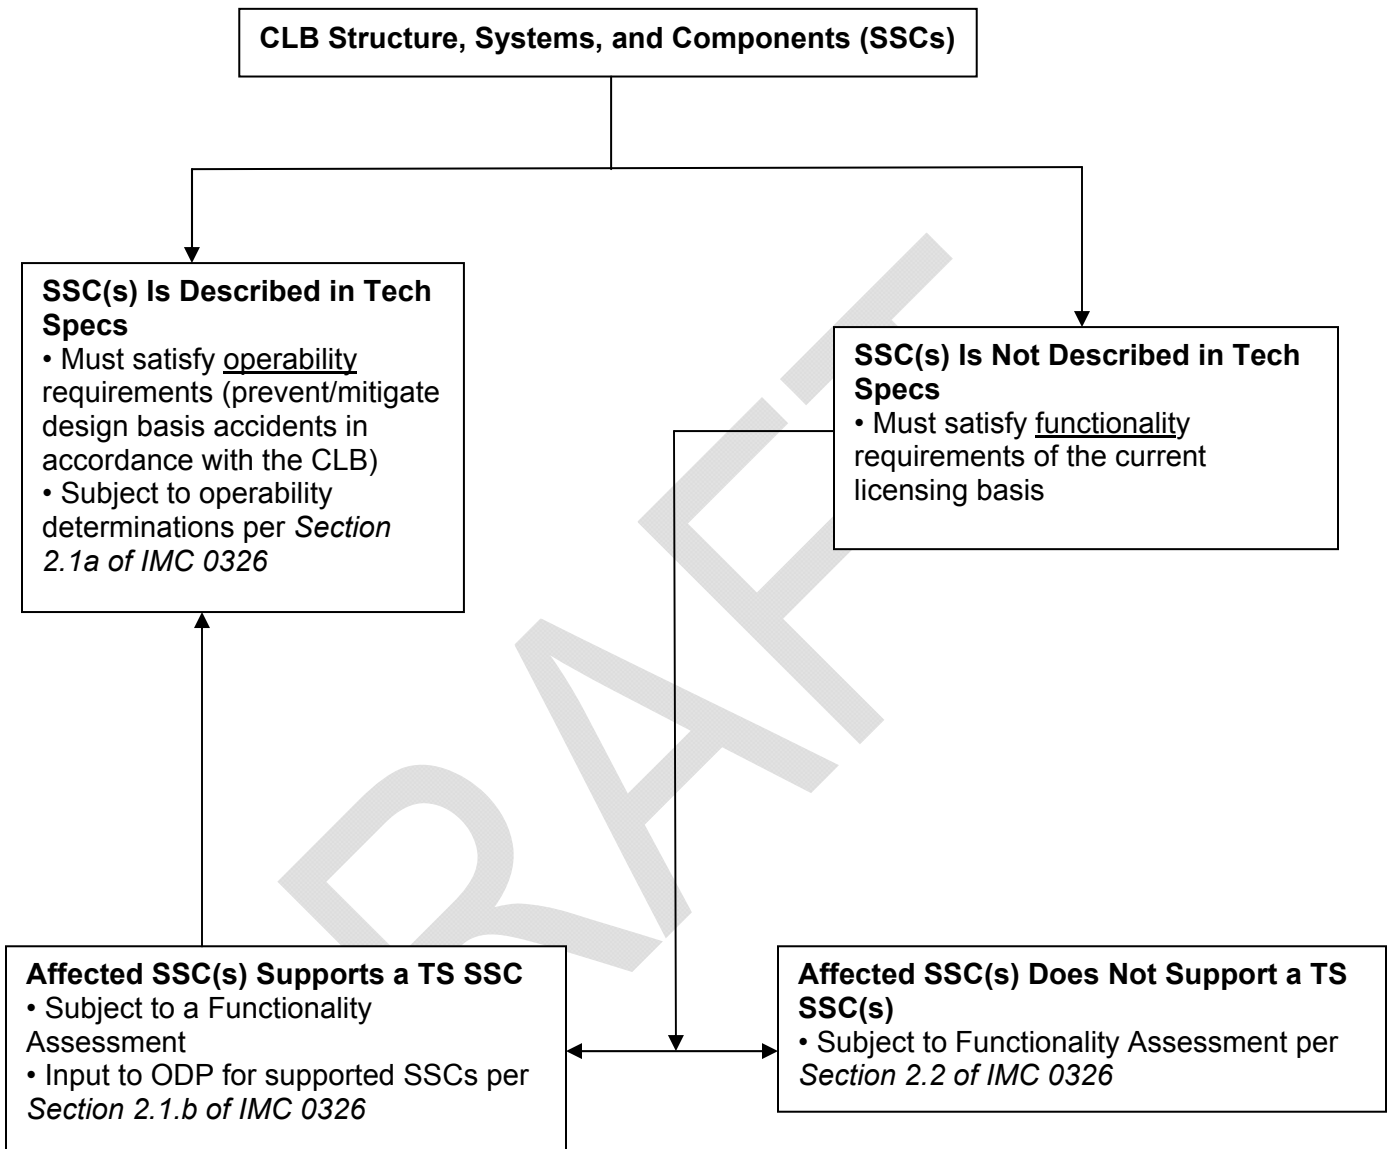 CLB Structure, Systems, and Components (SSCs)
SSC(s) Is Described in Tech
Specs
• Must satisfy operability
requirements (prevent/mitigate
design basis accidents in
accordance with the CLB)
• Subject to operability
determinations per Section
2.1a of IMC 0326
SSC(s) Is Not Described in Tech
Specs
• Must satisfy functionality
requirements of the current
licensing basis
Affected SSC(s) Supports a TS SSC
• Subject to a Functionality
Assessment
• Input to ODP for supported SSCs per
Section 2.1.b of IMC 0326
Affected SSC(s) Does Not Support a TS
SSC(s)
• Subject to Functionality Assessment per
Section 2.2 of IMC 0326
RAFT